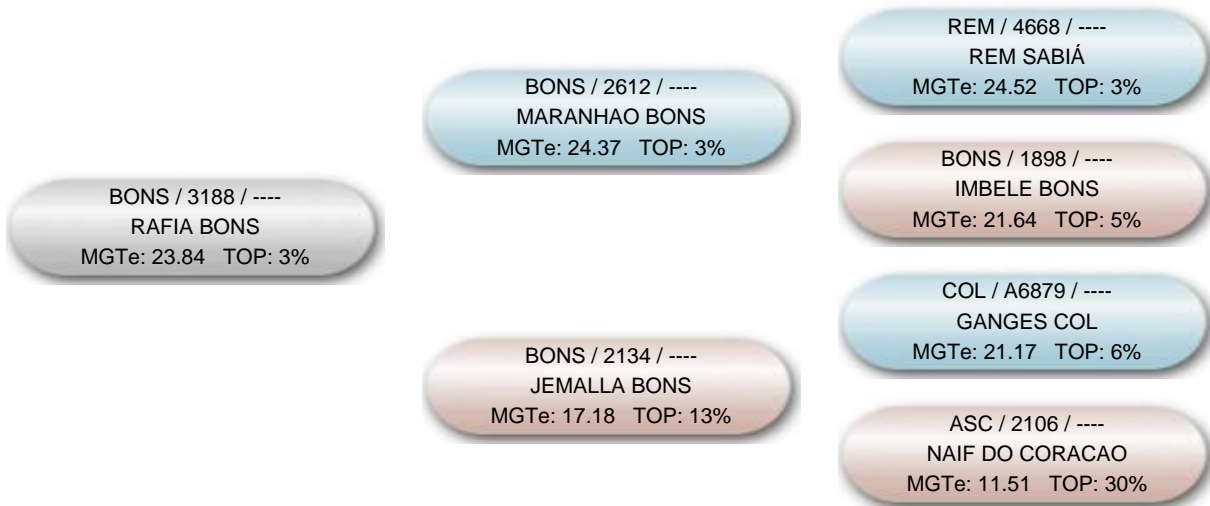 BONS / 3188 / ----
RAFIA BONS
MGTe: 23.84 TOP: 3%
BONS / 2612 / ----
MARANHAO BONS
MGTe: 24.37 TOP: 3%
BONS / 2134 / ----
JEMALLA BONS
MGTe: 17.18 TOP: 13%
REM / 4668 / ----
REM SABIÁ
MGTe: 24.52 TOP: 3%
BONS / 1898 / ----
IMBELE BONS
MGTe: 21.64 TOP: 5%
COL / A6879 / ----
GANGES COL
MGTe: 21.17 TOP: 6%
ASC / 2106 / ----
NAIF DO CORACAO
MGTe: 11.51 TOP: 30%